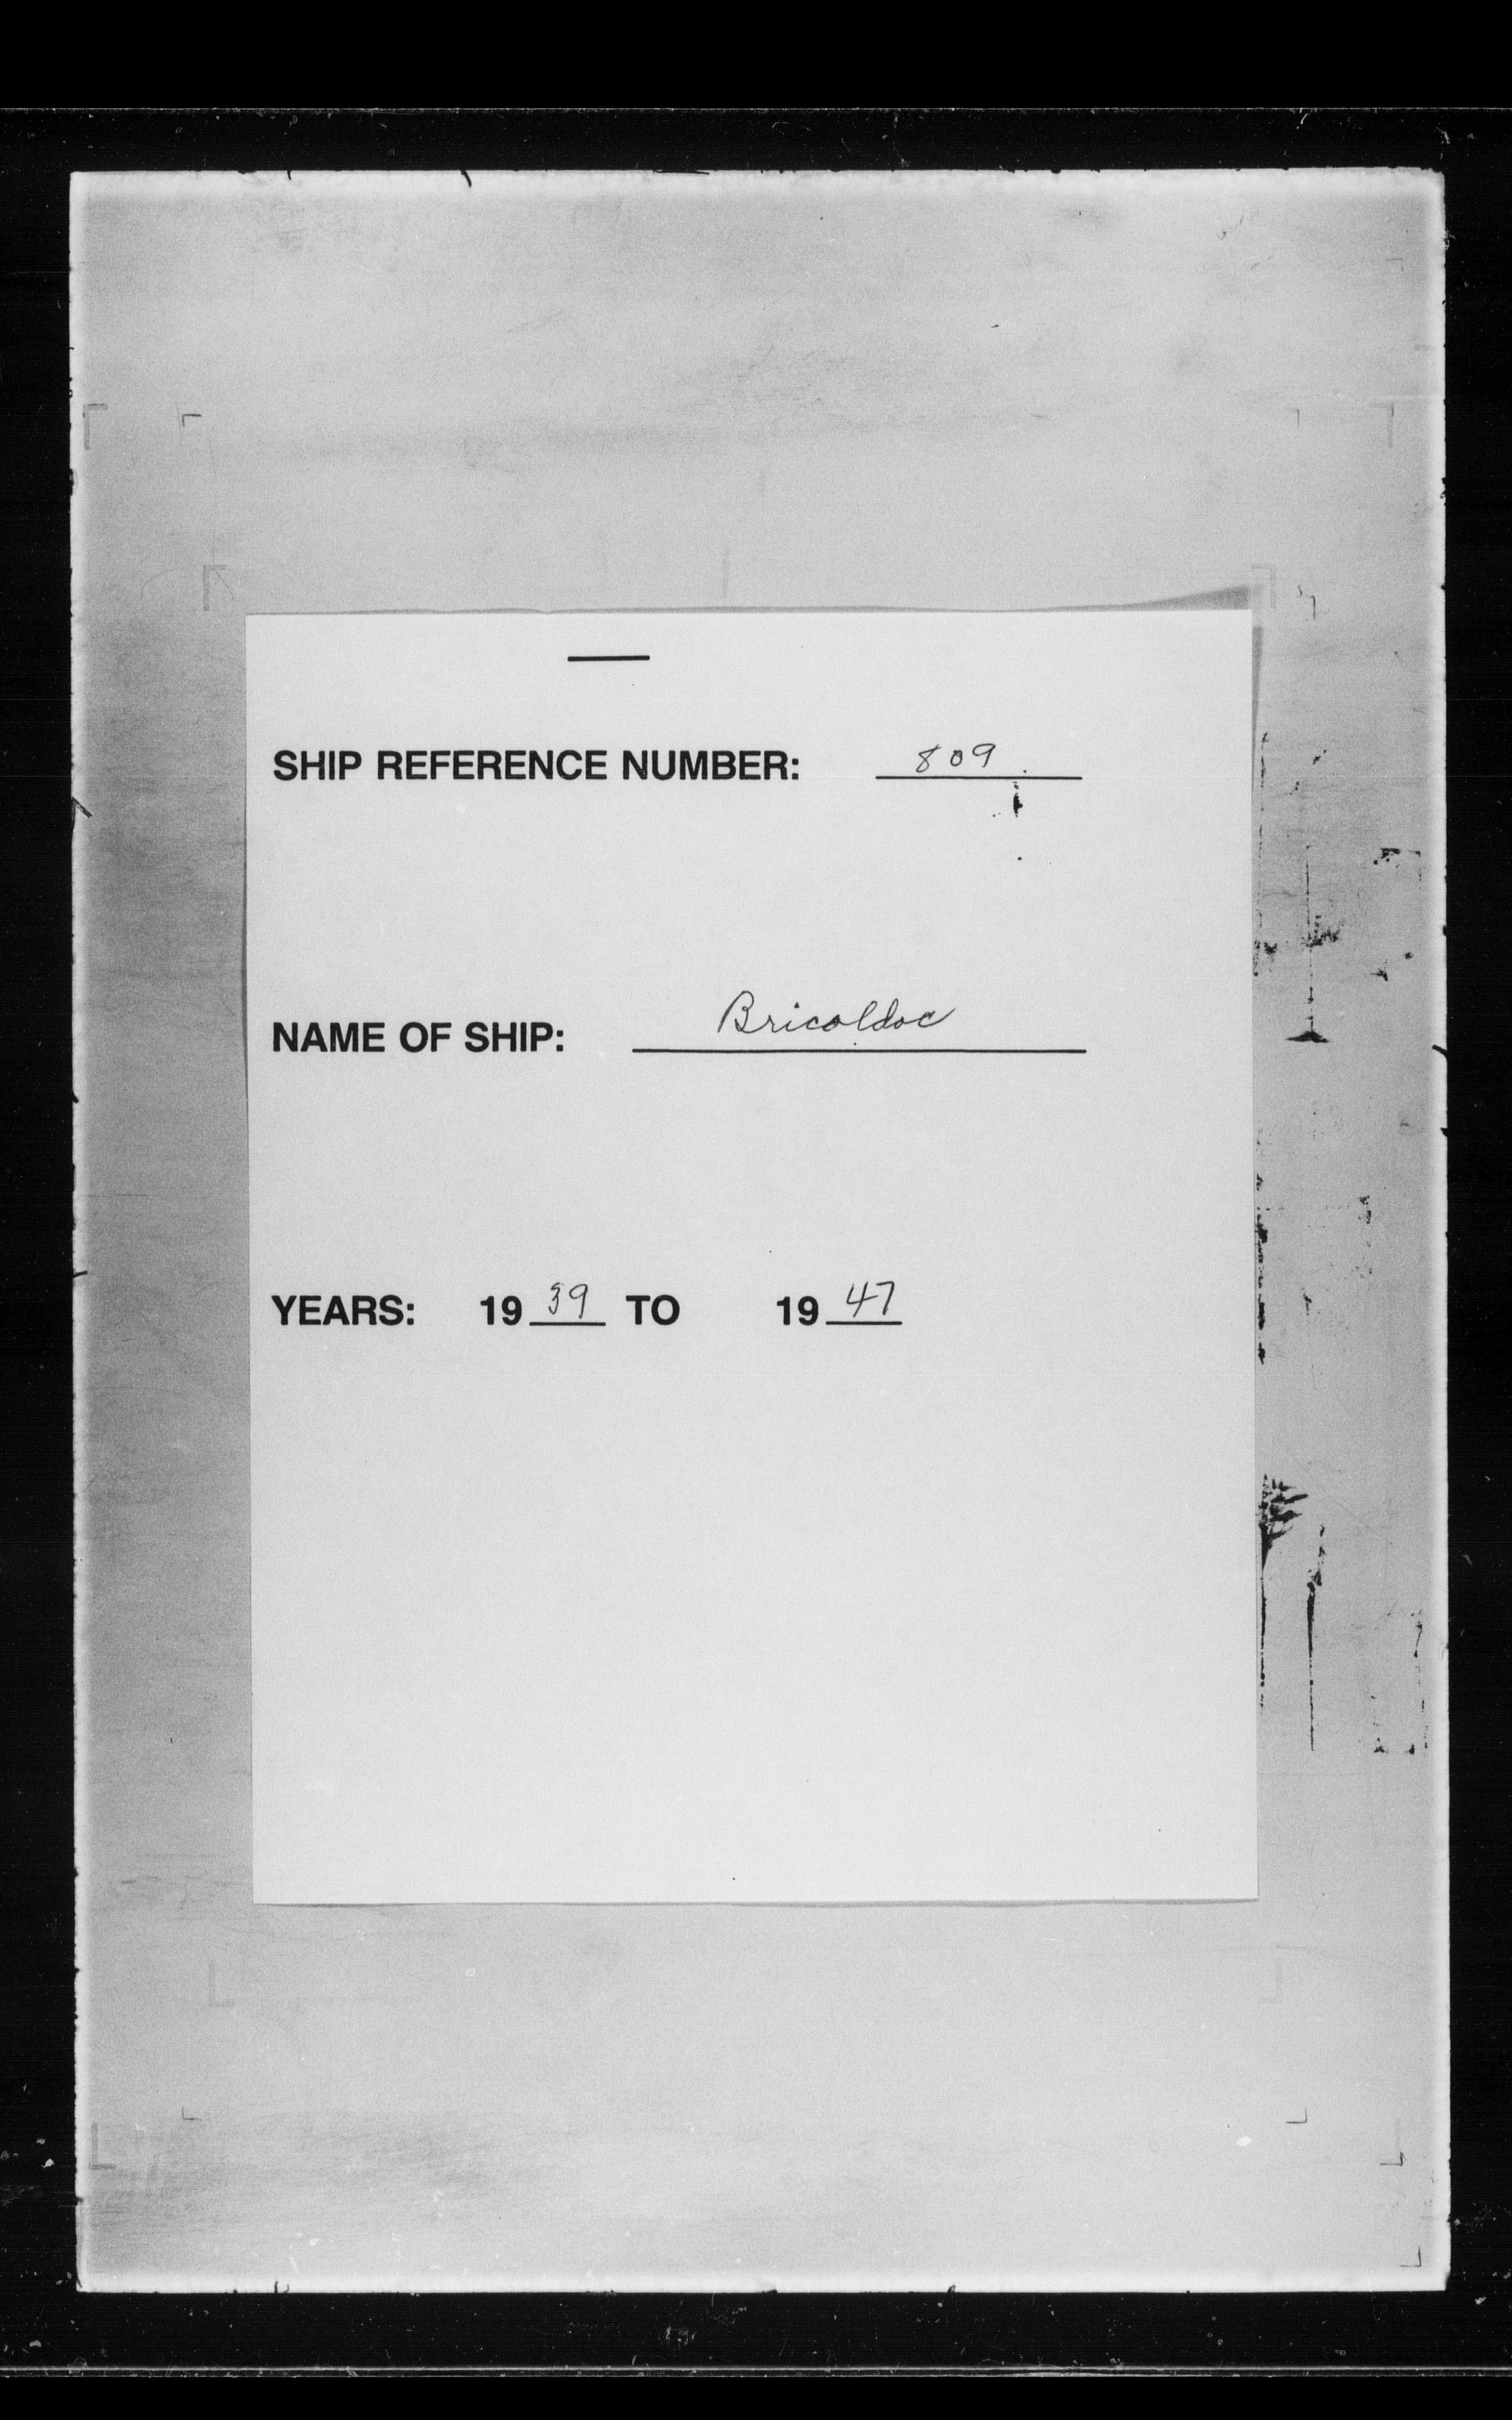 SHIP REFERENCE NUMBER: 809
NAME OF SHIP: Bricoldoc
YEARS: 1939 TO 1947